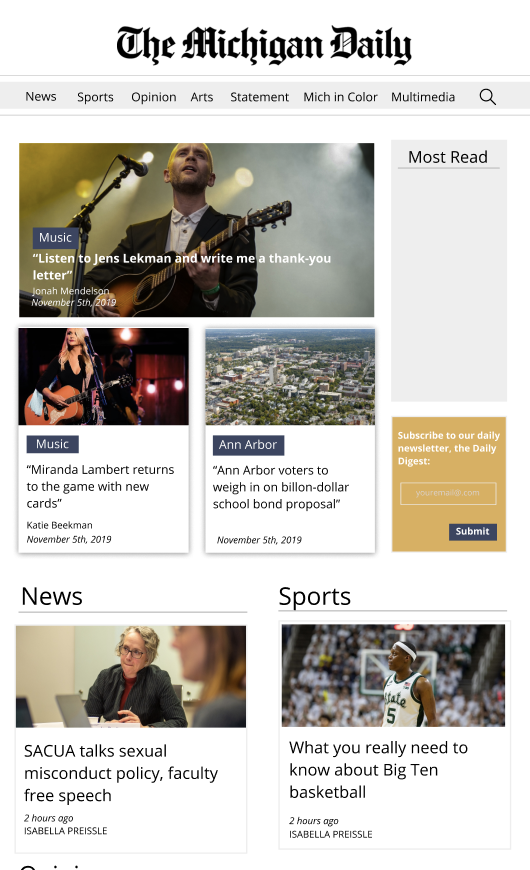 The Michigan Daily
News Sports Opinion Arts Statement Mich in Color Multimedia
Most Read
Music
“Listen to Jens Lekman and write me a thank-you
letter”
Jonah Mendelson
November 5th, 2019
Music
“Miranda Lambert returns
to the game with new
cards”
Katie Beekman
November 5th, 2019
Ann Arbor
“Ann Arbor voters to
weigh in on billon-dollar
school bond proposal”
November 5th, 2019
Subscribe to our daily
newsletter, the Daily
Digest:
youremail@.com
Submit
News
SACUA talks sexual
misconduct policy, faculty
free speech
2 hours ago
ISABELLA PREISSLE
Sports
State
5
What you really need to
know about Big Ten
basketball
2 hours ago
ISABELLA PREISSLE